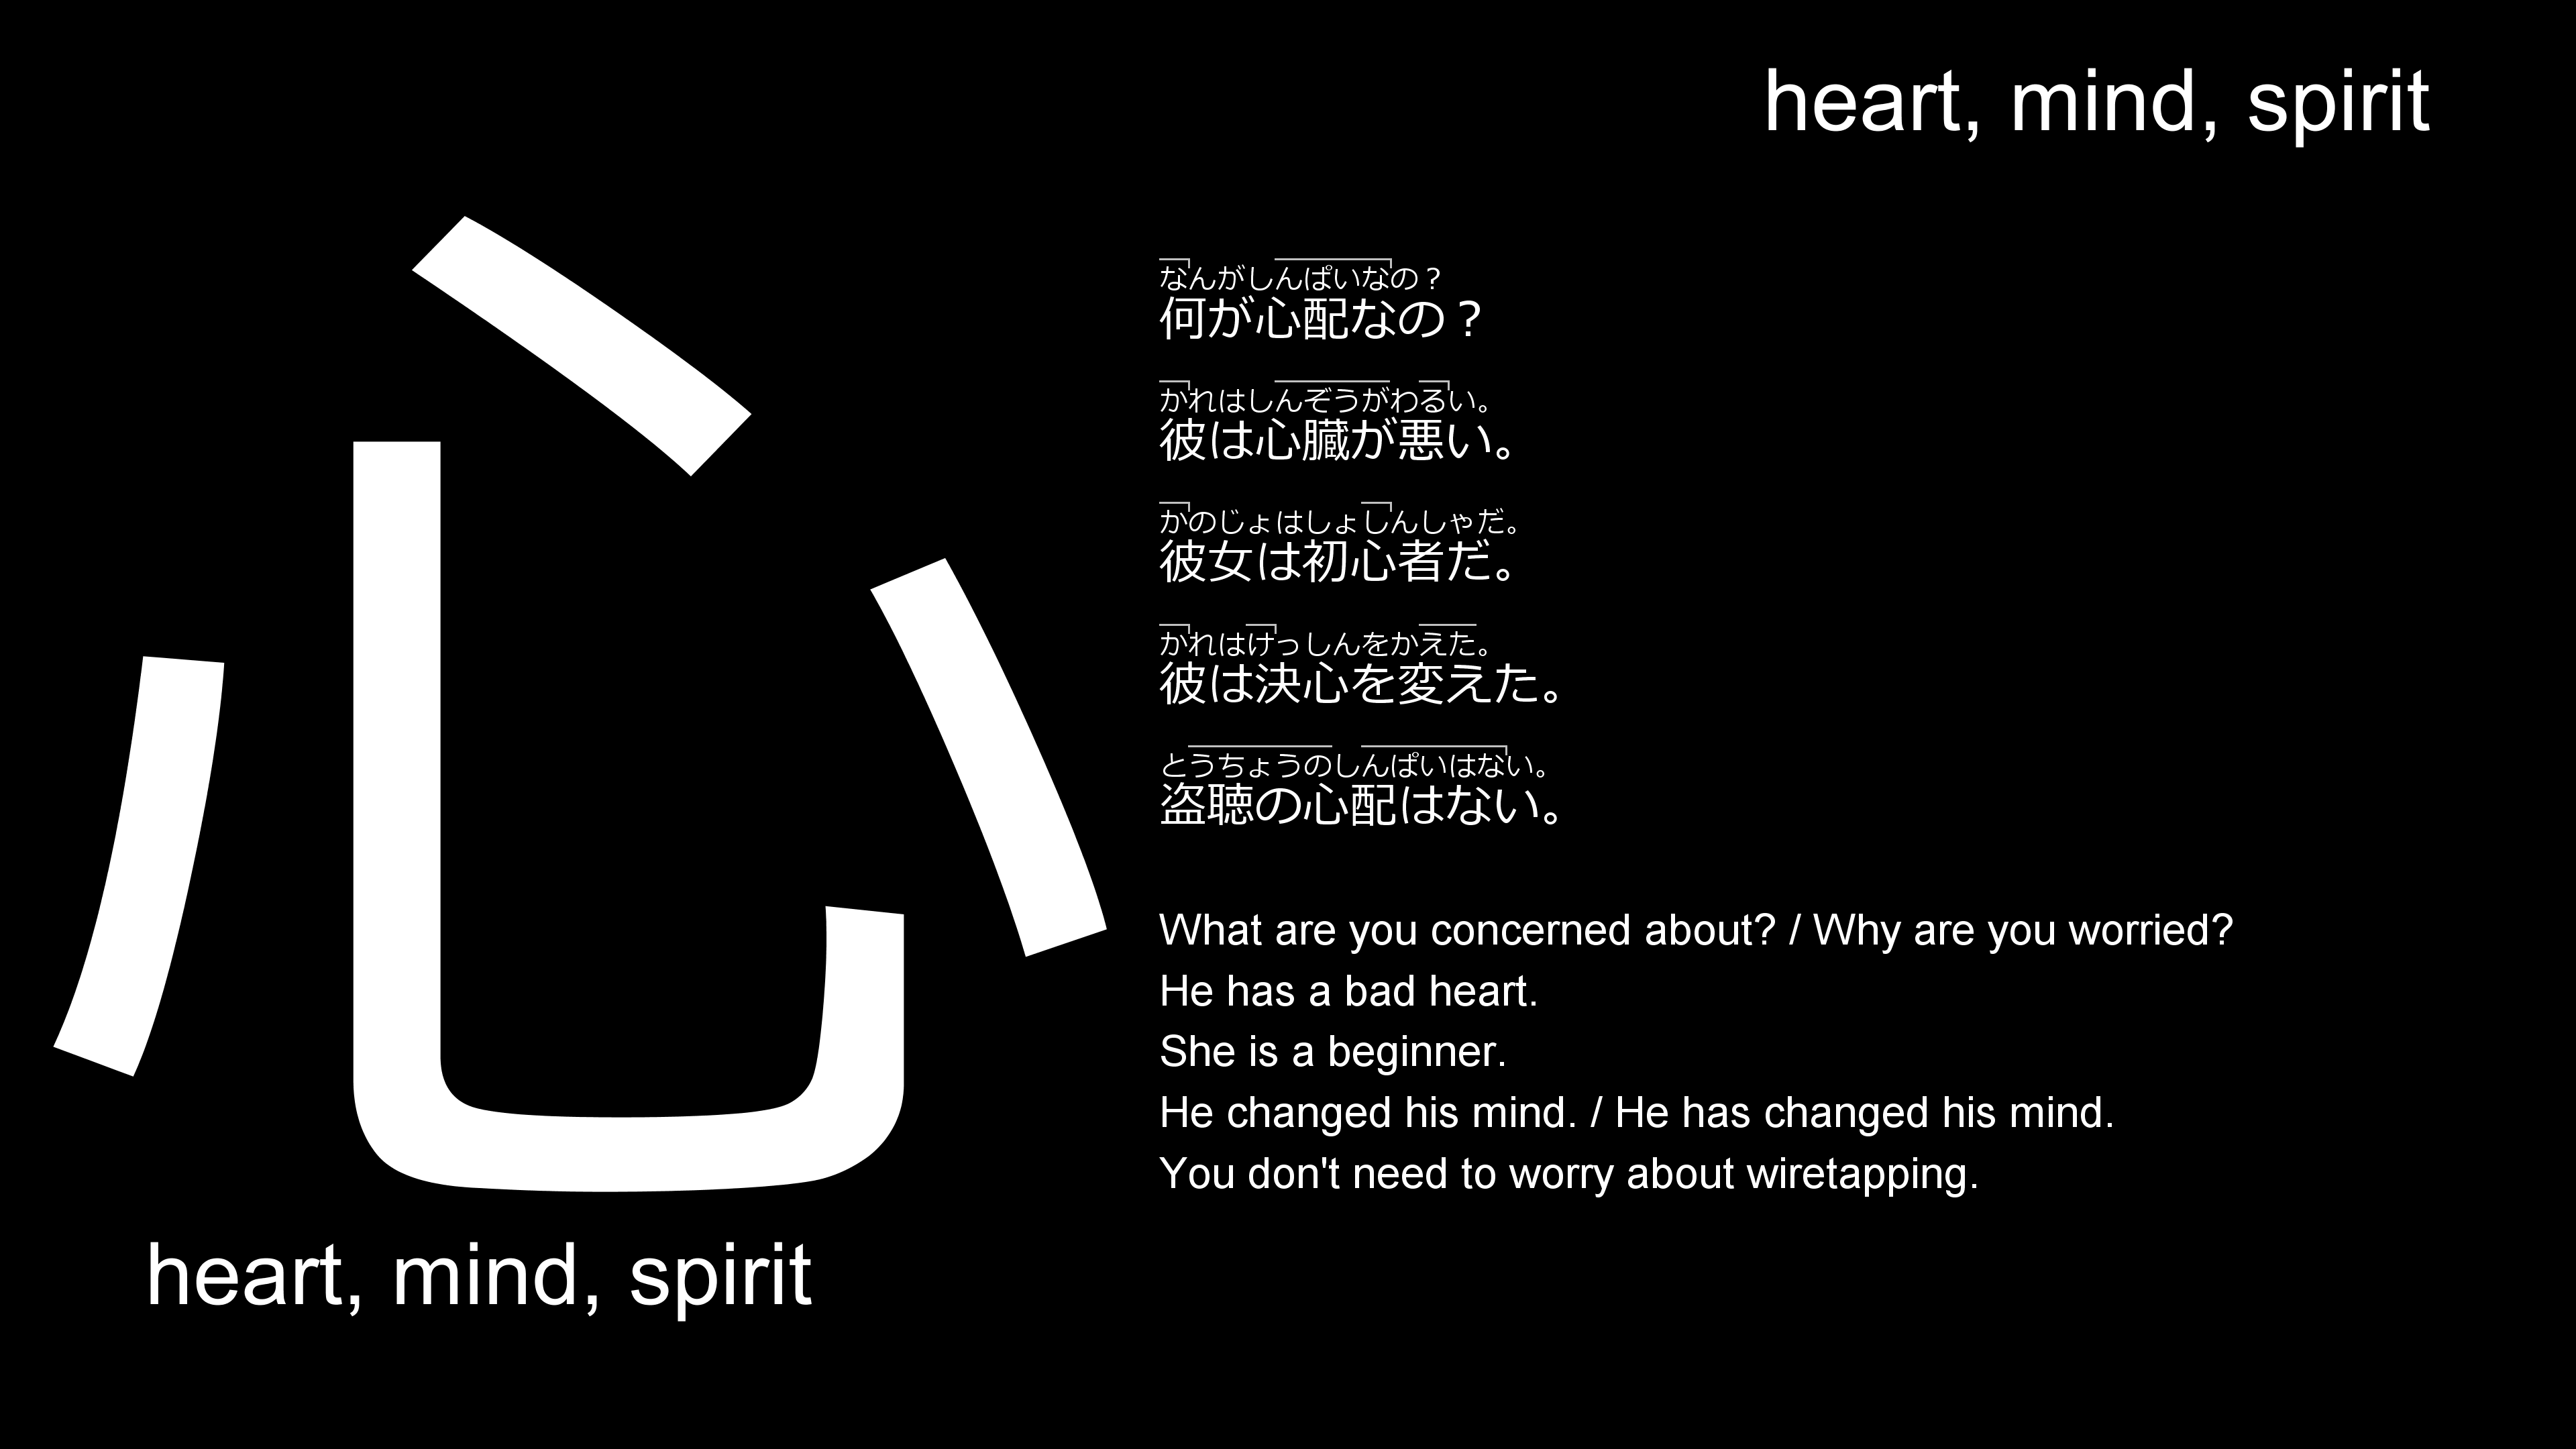 heart, mind, spirit
心
heart, mind, spirit
なんがしんぱいなの？
何が心配なの？
かれはしんぞうがわるい。
彼は心臓が悪い。
かのじょはしょしんしゃだ。
彼女は初心者だ。
かれはけっしんをかえた。
彼は決心を変えた。
とうちょうのしんぱいはない。
盗聴の心配はない。
What are you concerned about? / Why are you worried?
He has a bad heart.
She is a beginner.
He changed his mind. / He has changed his mind.
You don't need to worry about wiretapping.